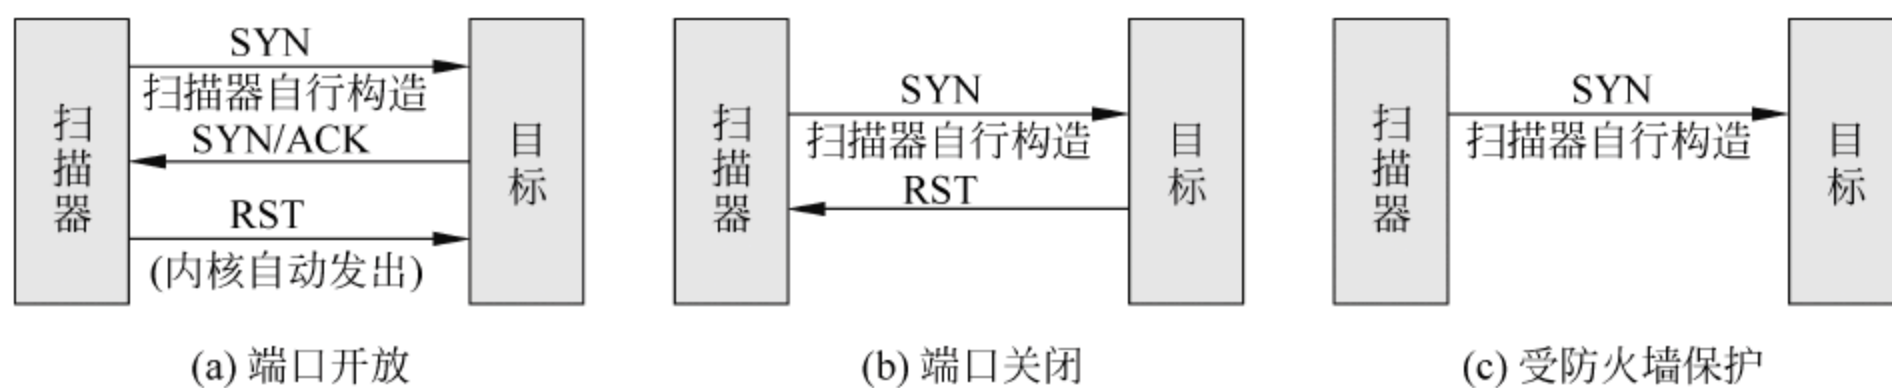 扫描器
SYN
扫描器自行构造
SYN/ACK
RST
(内核自动发出)
目标
(a) 端口开放
扫描器
SYN
扫描器自行构造
RST
目标
(b) 端口关闭
扫描器
SYN
扫描器自行构造
目标
(c) 受防火墙保护